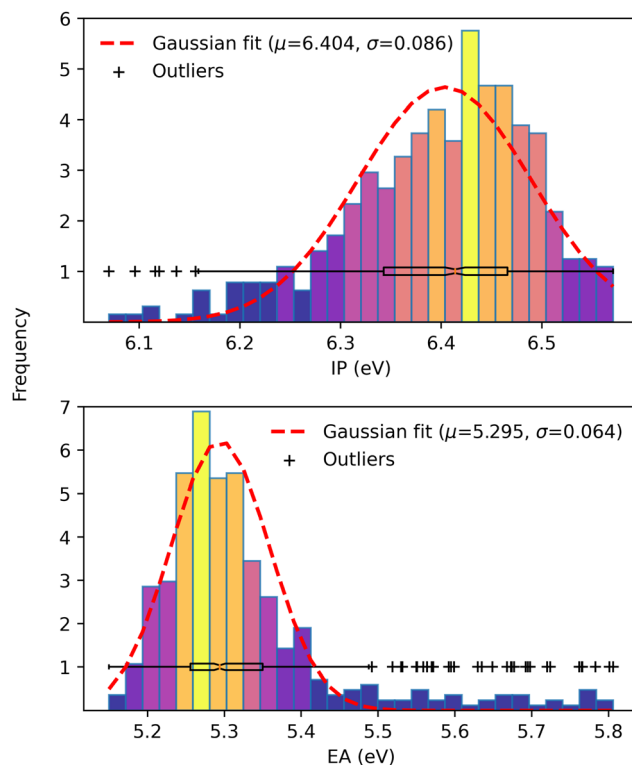 6
5
4
3
2
1
0
Gaussian fit (μ=6.404, σ=0.086)
Outliers
6.1 6.2 6.3 6.4 6.5
IP (eV)
Frequency
7
6
5
4
3
2
1
0
Gaussian fit (μ=5.295, σ=0.064)
Outliers
5.2 5.3 5.4 5.5 5.6 5.7 5.8
EA (eV)